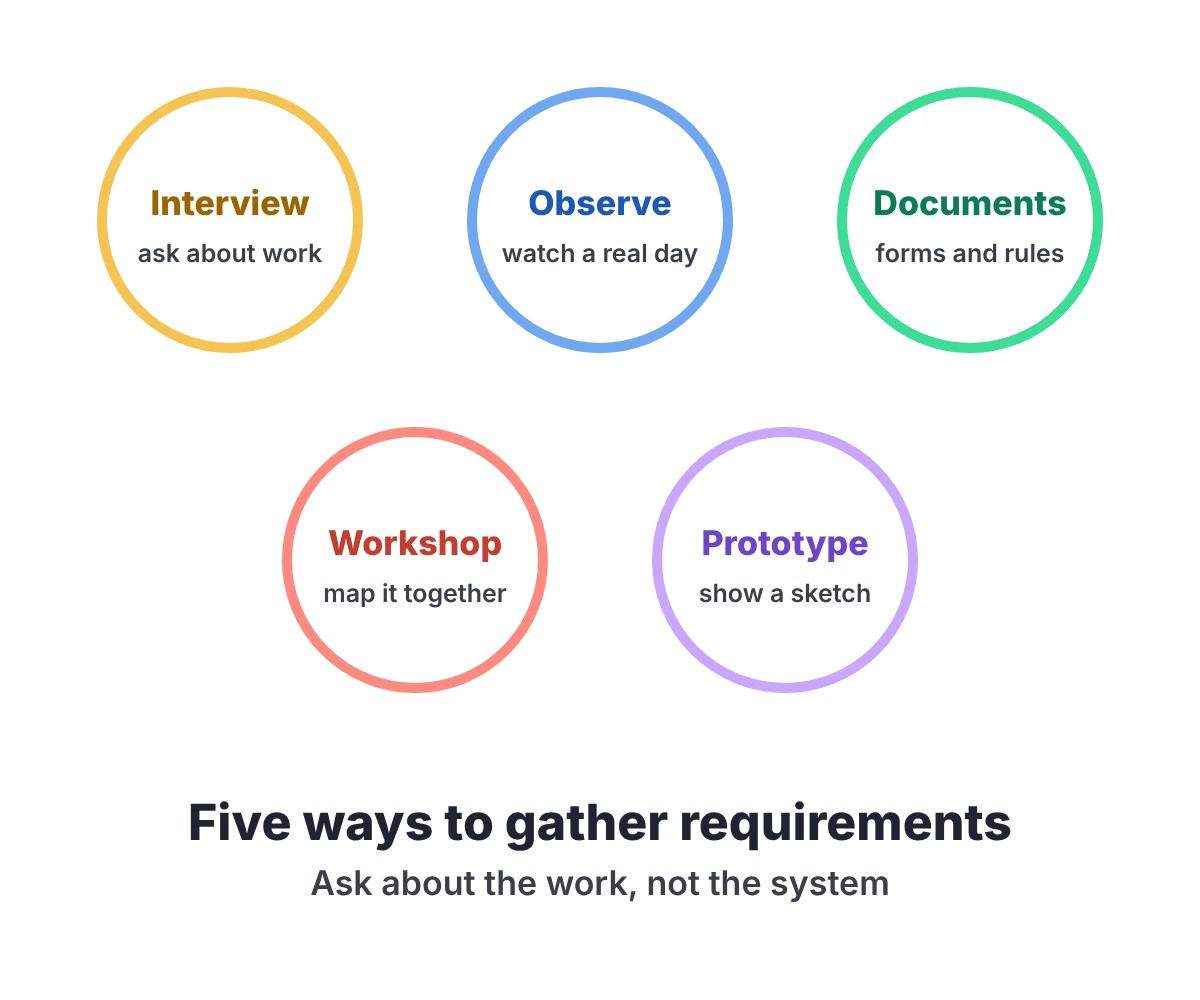 Interview
ask about work
Observe
watch a real day
Documents
forms and rules
Workshop
map it together
Prototype
show a sketch
Five ways to gather requirements
Ask about the work, not the system